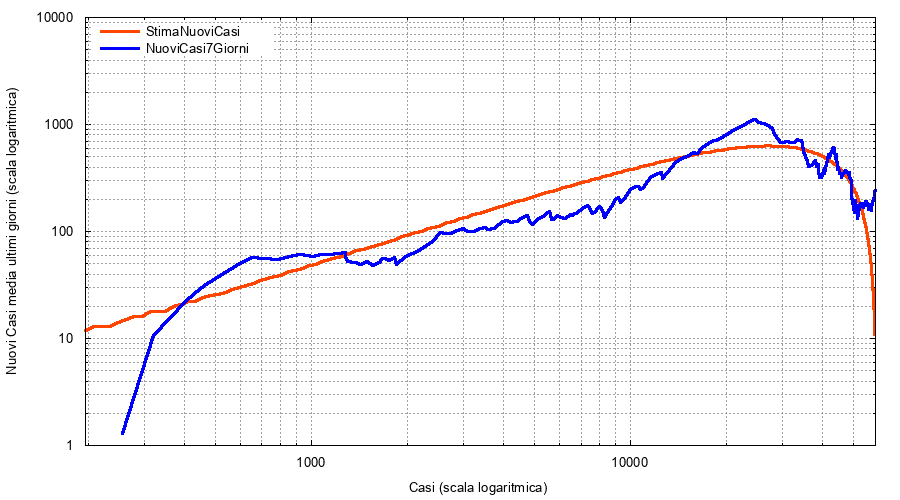 10000
1000
100
10
1
StimaNuoviCasi
NuoviCasi7Giorni
Nuovi Casi media ultimi giorni (scala logaritmica)
1000
10000
Casi (scala logaritmica)